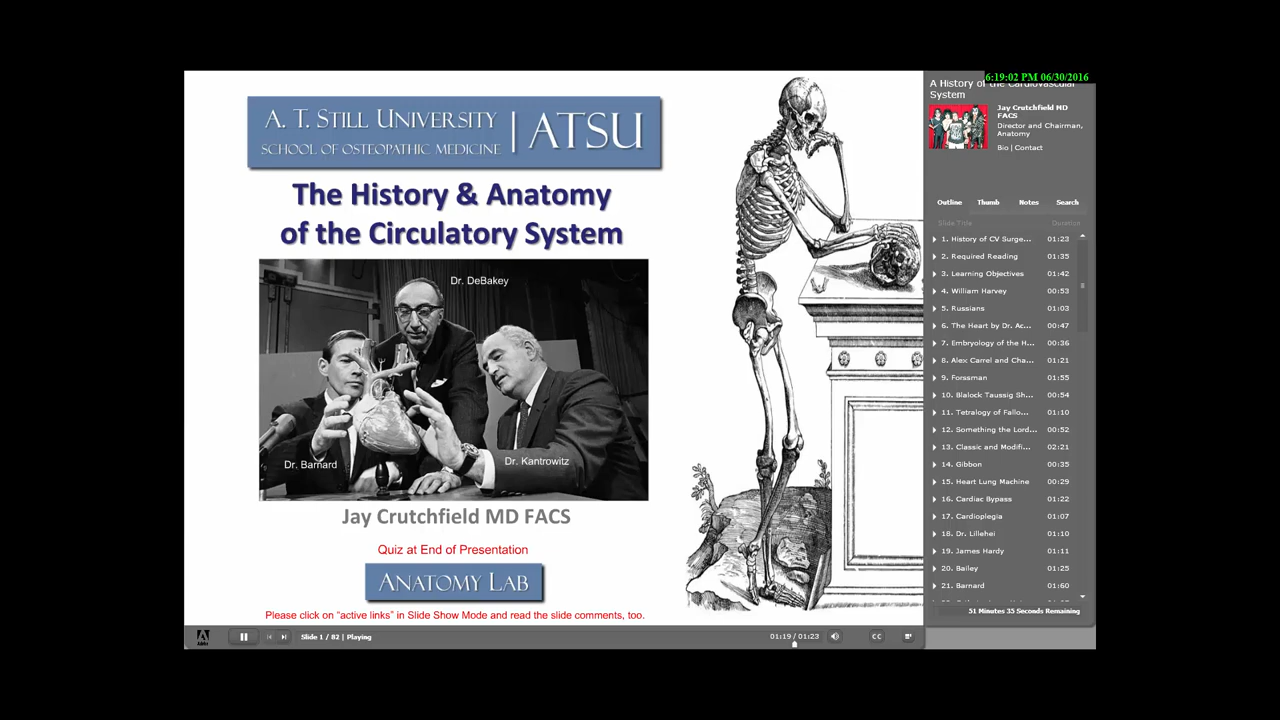 A. T. STILL UNIVERSITY
SCHOOL OF OSTEOPATHIC MEDICINE
ATSU
The History & Anatomy
of the Circulatory System
Dr. DeBakey
Dr. Barnard
Dr. Kantrowitz
Jay Crutchfield MD FACS
Quiz at End of Presentation
ANATOMY LAB
Please click on “active links” in Slide Show Mode and read the slide comments, too.
6:19:02 PM 06/30/2016
A History of the Cardiovascular
System
Jay Crutchfield MD
FACS
Director and Chairman,
Anatomy
Bio | Contact
Outline Thumb Notes Search
Slide Title Duration
1. History of CV Surge... 01:23
2. Required Reading 01:35
3. Learning Objectives 01:42
4. William Harvey 00:53
5. Russians 01:03
6. The Heart by Dr. Ac... 00:47
7. Embryology of the H... 00:36
8. Alex Carrel and Cha... 01:21
9. Forssman 01:55
10. Blalock Taussig Sh... 00:54
11. Tetralogy of Fallo... 01:10
12. Something the Lord... 00:52
13. Classic and Modifi... 02:21
14. Gibbon 00:35
15. Heart Lung Machine 00:29
16. Cardiac Bypass 01:22
17. Cardioplegia 01:07
18. Dr. Lillehei 01:10
19. James Hardy 01:11
20. Bailey 01:25
21. Barnard 01:60
51 Minutes 35 Seconds Remaining
Slide 1 / 82 | Playing
01:19 / 01:23
CC